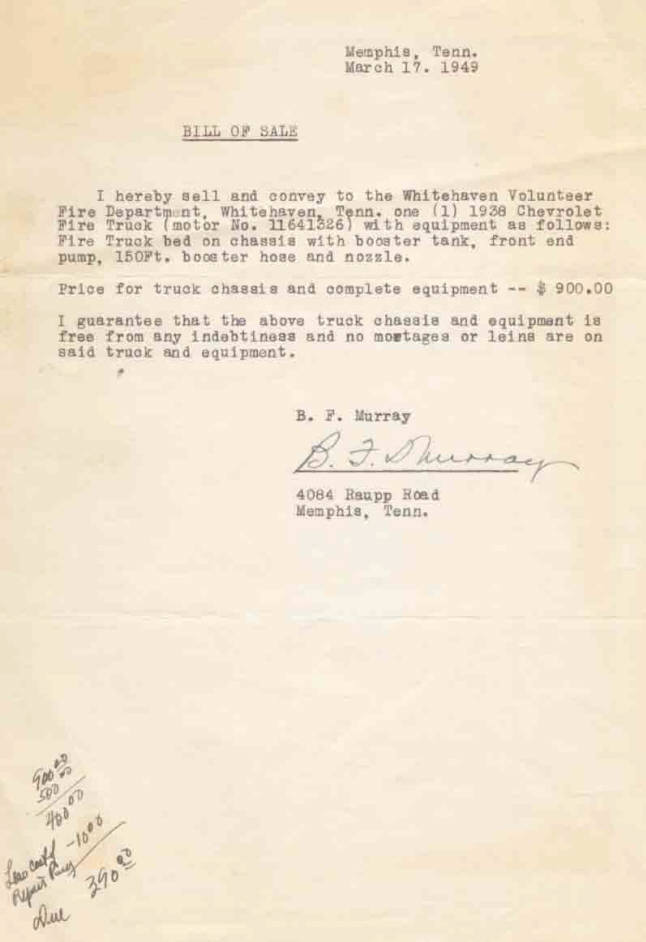 Memphis, Tenn.
March 17. 1949
BILL OF SALE
I hereby sell and convey to the Whitehaven Volunteer
Fire Department, Whitehaven, Tenn. one (1) 1938 Chevrolet
Fire Truck (motor No. 11641326) with equipment as follows:
Fire Truck bed on chassis with booster tank, front end
pump, 150Ft. booster hose and nozzle.
Price for truck chassis and complete equipment -- $ 900.00
I guarantee that the above truck chassis and equipment is
free from any indebtiness and no mortages or leins are on
said truck and equipment.
B. F. Murray
B. F. Murray
4084 Raupp Road
Memphis, Tenn.
900 00
500 00
400 00
Less cost of -10 00
Repair
Due 390 00